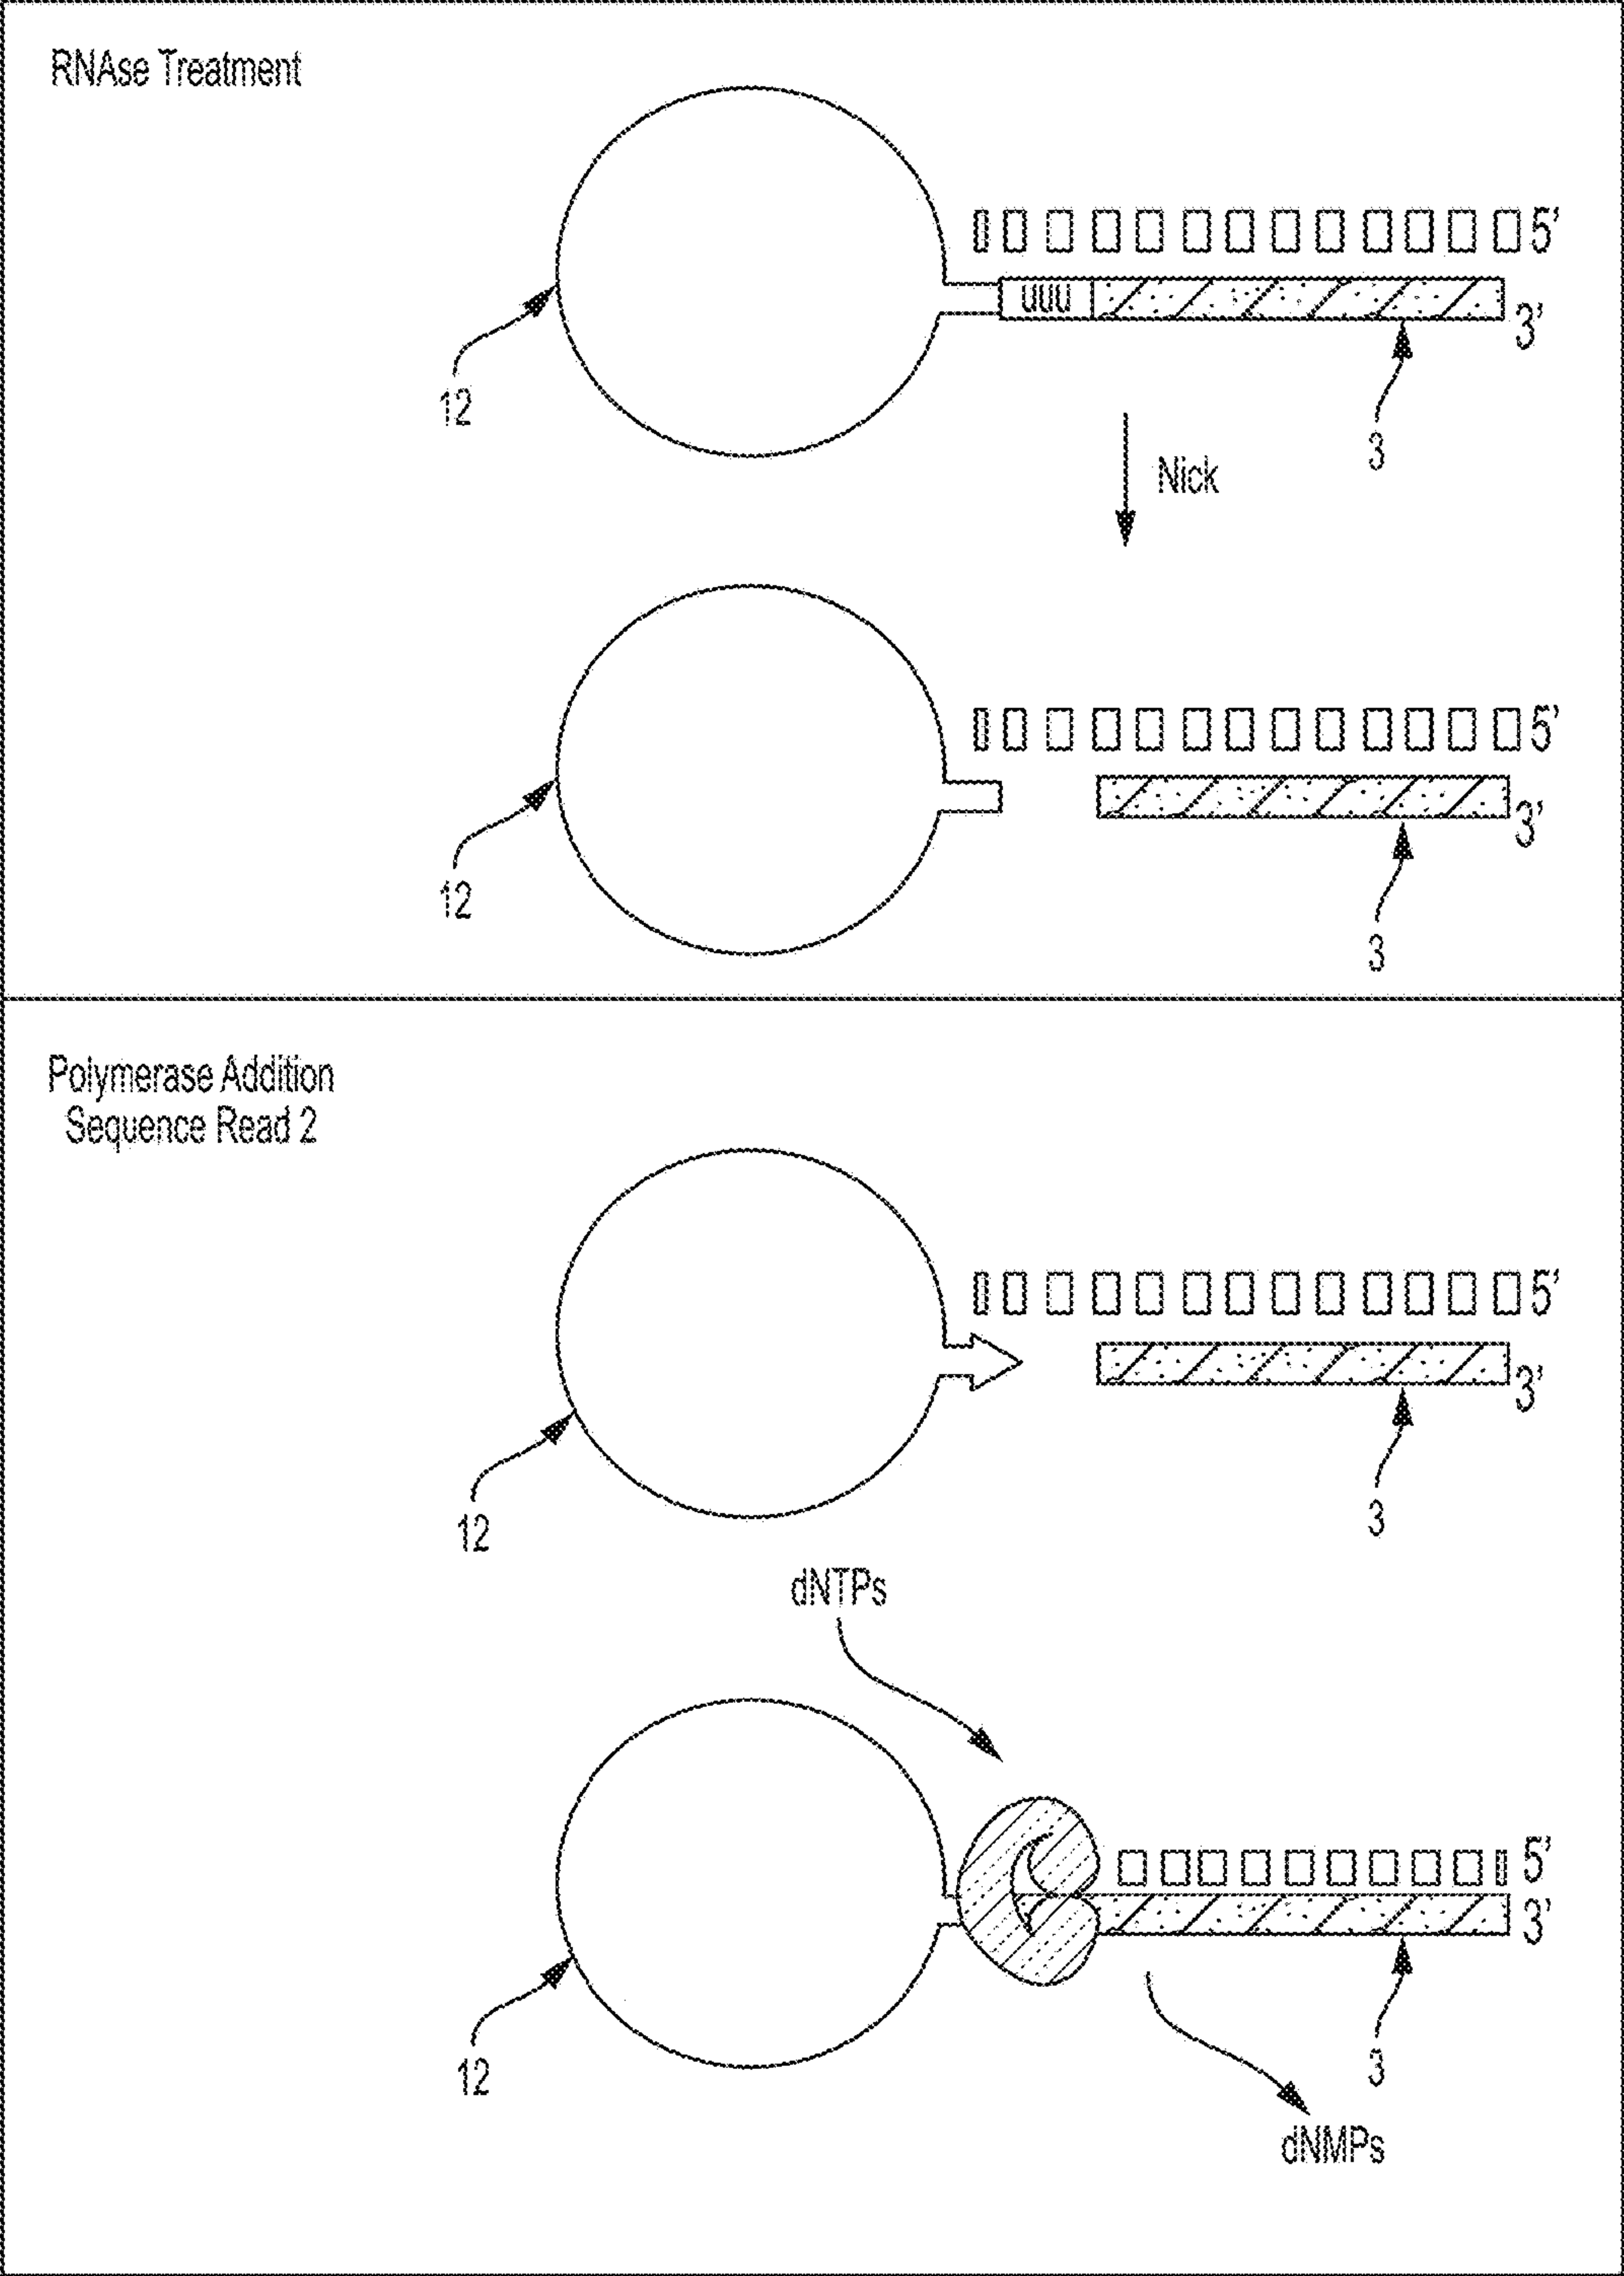 RNAse Treatment
5'
UUU
3'
12
3
Nick
5'
3'
12
3
Polymerase Addition
Sequence Read 2
5'
3'
12
3
dNTPs
5'
3'
12
3
dNMPs